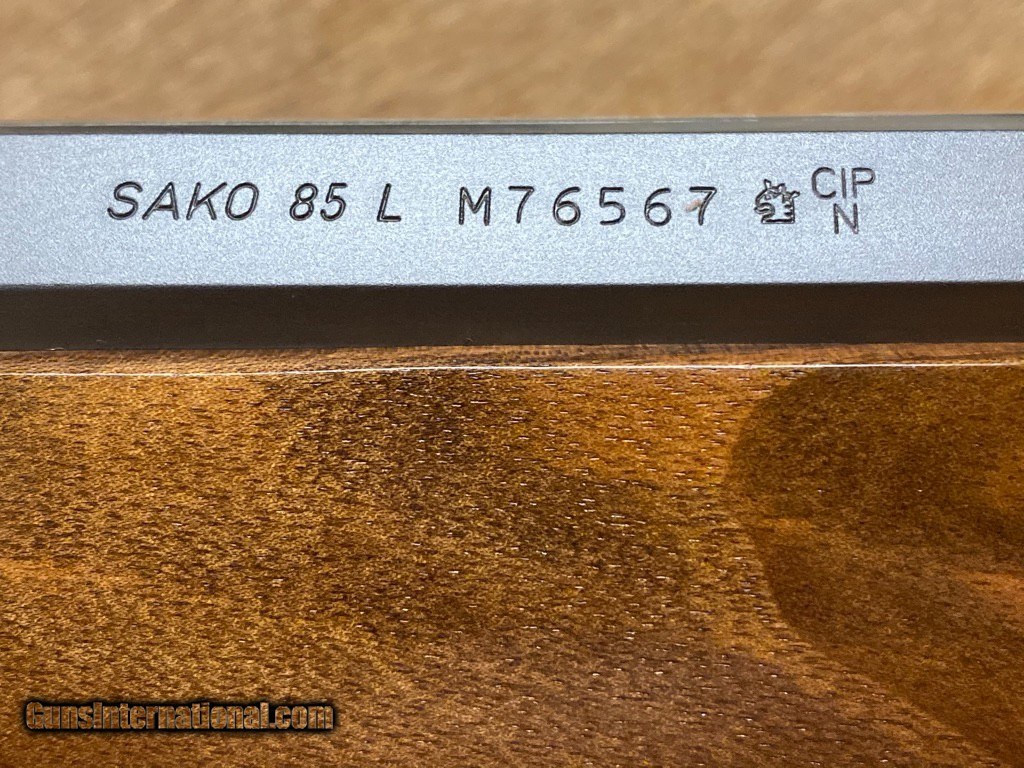 SAKO 85 L M76567 CIP
N
GunsInternational.com